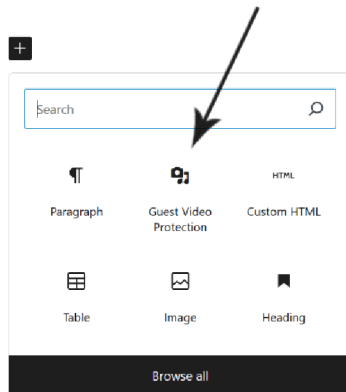 Search
HTML
Paragraph
Guest Video
Protection
Custom HTML
Table
Image
Heading
Browse all